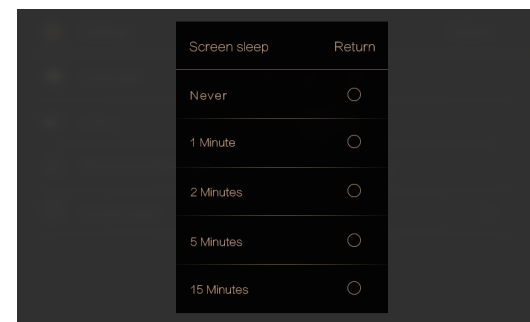 Screen sleep Return
Never
1 Minute
2 Minutes
5 Minutes
15 Minutes